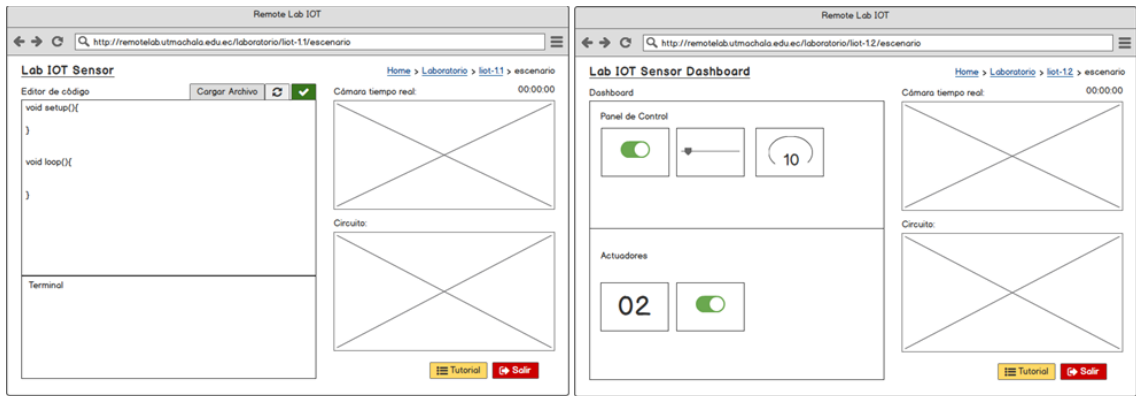 Remote Lab IOT
http://remotelab.utmachala.edu.ec/laboratorio/liot-1.1/escenario
Lab IOT Sensor
Home > Laboratorio > liot-1.1 > escenario
Editor de código
Cargar Archivo
Cámara tiempo real:
00:00:00
void setup(){
}
void loop(){
}
Circuito:
Terminal
Tutorial
Salir
Remote Lab IOT
http://remotelab.utmachala.edu.ec/laboratorio/liot-1.2/escenario
Lab IOT Sensor Dashboard
Home > Laboratorio > liot-1.2 > escenario
Dashboard
Cámara tiempo real:
00:00:00
Panel de Control
10
Circuito:
Actuadores
02
Tutorial
Salir